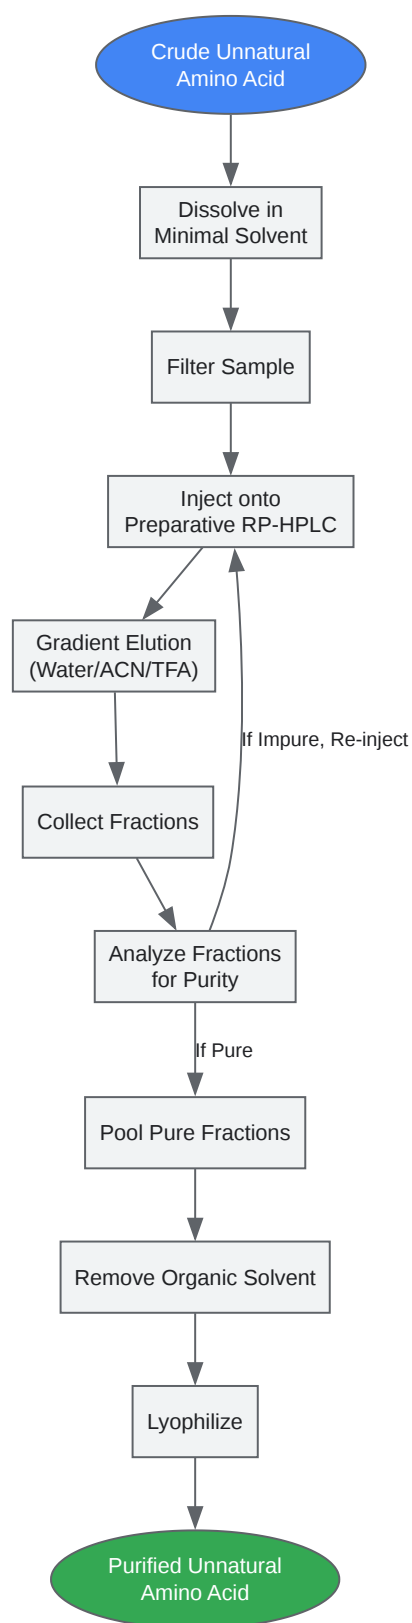 Crude Unnatural
Amino Acid
Dissolve in
Minimal Solvent
Filter Sample
Inject onto
Preparative RP-HPLC
Gradient Elution
(Water/ACN/TFA)
If Impure, Re-inject
Collect Fractions
Analyze Fractions
for Purity
If Pure
Pool Pure Fractions
Remove Organic Solvent
Lyophilize
Purified Unnatural
Amino Acid